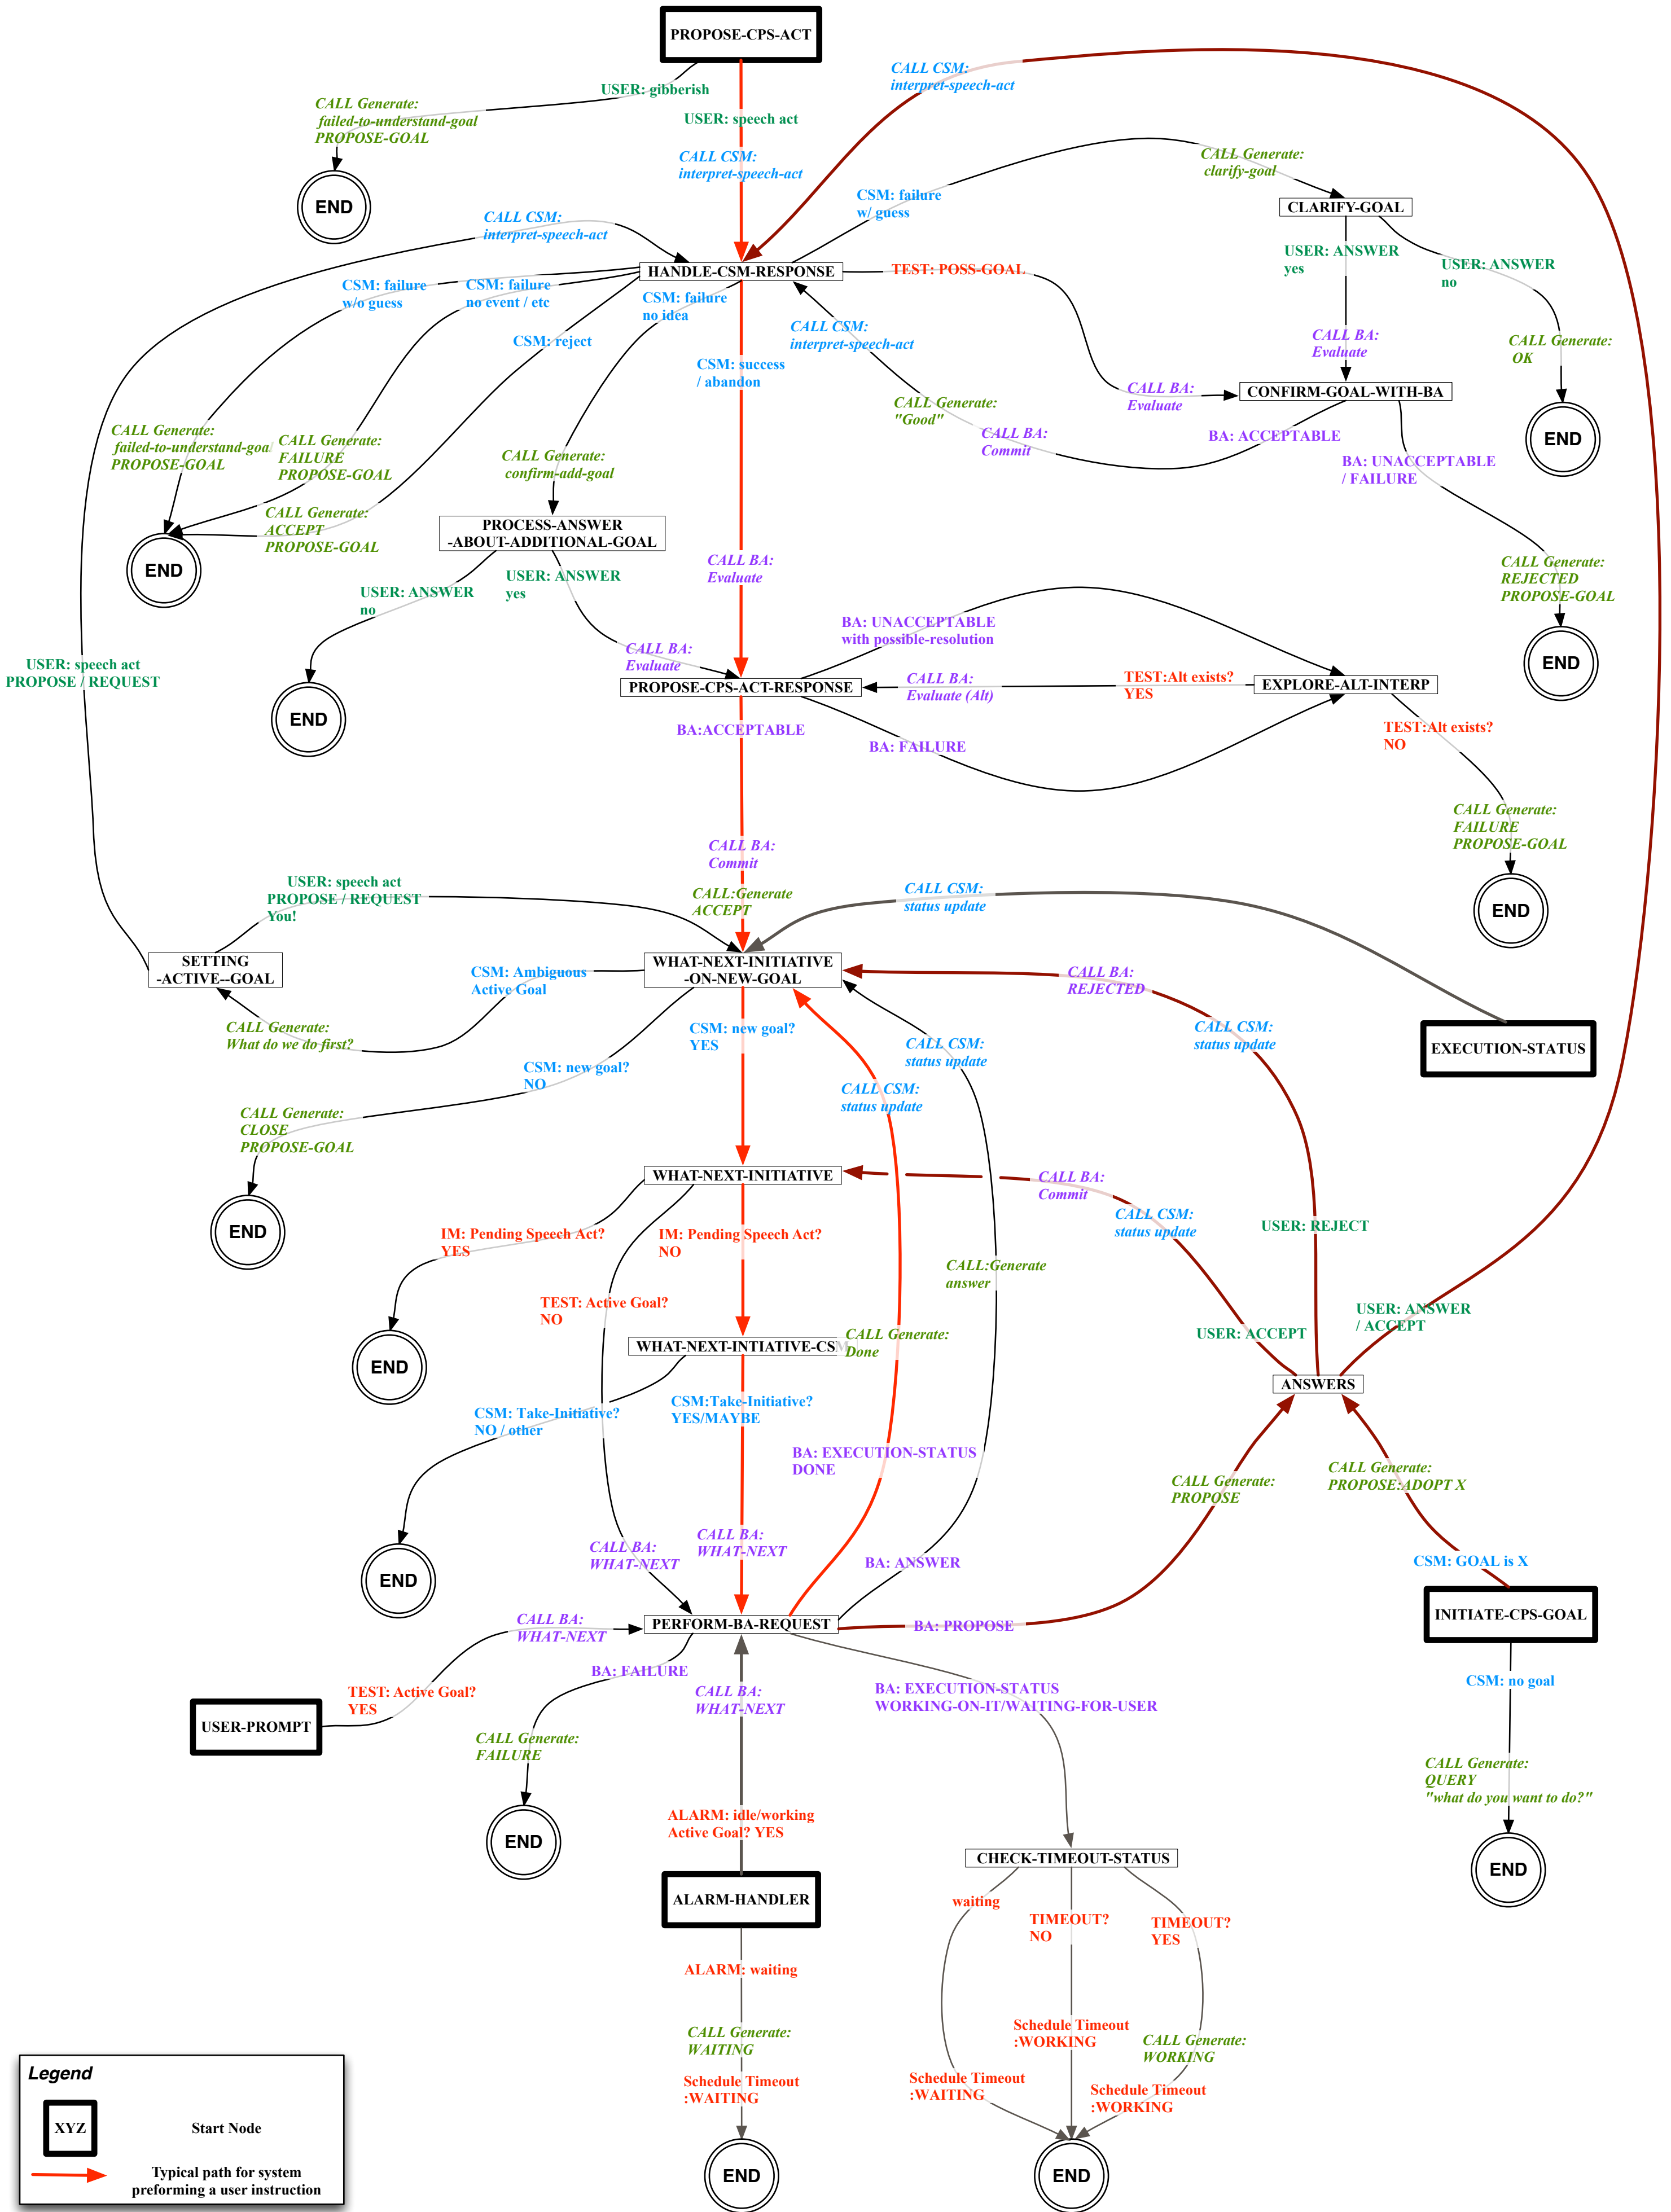 PROPOSE-CPS-ACT
CALL CSM:
interpret-speech-act
USER: gibberish
CALL Generate:
failed-to-understand-goal
PROPOSE-GOAL
USER: speech act
CALL CSM:
interpret-speech-act
END
CALL Generate:
clarify-goal
CSM: failure
w/ guess
CLARIFY-GOAL
CALL CSM:
interpret-speech-act
USER: ANSWER
yes
USER: ANSWER
no
HANDLE-CSM-RESPONSE
TEST: POSS-GOAL
CSM: failure
w/o guess
CSM: failure
no event / etc
CSM: failure
no idea
CSM: reject
CALL CSM:
interpret-speech-act
CALL BA:
Evaluate
CALL Generate:
OK
CSM: success
/ abandon
CALL BA:
Evaluate
CONFIRM-GOAL-WITH-BA
CALL Generate:
"Good"
CALL BA:
Commit
BA: ACCEPTABLE
END
BA: UNACCEPTABLE
/ FAILURE
CALL Generate:
failed-to-understand-goa
PROPOSE-GOAL
CALL Generate:
FAILURE
PROPOSE-GOAL
CALL Generate:
confirm-add-goal
CALL Generate:
ACCEPT
PROPOSE-GOAL
PROCESS-ANSWER
-ABOUT-ADDITIONAL-GOAL
END
CALL BA:
Evaluate
CALL Generate:
REJECTED
PROPOSE-GOAL
USER: ANSWER
no
USER: ANSWER
yes
BA: UNACCEPTABLE
with possible-resolution
CALL BA:
Evaluate
END
USER: speech act
PROPOSE / REQUEST
PROPOSE-CPS-ACT-RESPONSE
CALL BA:
Evaluate (Alt)
TEST:Alt exists?
YES
EXPLORE-ALT-INTERP
END
BA:ACCEPTABLE
BA: FAILURE
TEST:Alt exists?
NO
CALL Generate:
FAILURE
PROPOSE-GOAL
CALL BA:
Commit
CALL:Generate
ACCEPT
USER: speech act
PROPOSE / REQUEST
You!
CALL CSM:
status update
END
SETTING
-ACTIVE--GOAL
CSM: Ambiguous
Active Goal
WHAT-NEXT-INITIATIVE
-ON-NEW-GOAL
CALL BA:
REJECTED
CALL Generate:
What do we do first?
CSM: new goal?
YES
CALL CSM:
status update
CALL CSM:
status update
EXECUTION-STATUS
CSM: new goal?
NO
CALL CSM:
status update
CALL Generate:
CLOSE
PROPOSE-GOAL
WHAT-NEXT-INITIATIVE
CALL BA:
Commit
CALL CSM:
status update
USER: REJECT
END
IM: Pending Speech Act?
YES
IM: Pending Speech Act?
NO
CALL:Generate
answer
TEST: Active Goal?
NO
USER: ANSWER
/ ACCEPT
USER: ACCEPT
WHAT-NEXT-INTIATIVE-CSM
CALL Generate:
Done
END
ANSWERS
CSM: Take-Initiative?
NO / other
CSM:Take-Initiative?
YES/MAYBE
BA: EXECUTION-STATUS
DONE
CALL Generate:
PROPOSE
CALL Generate:
PROPOSE:ADOPT X
CALL BA:
WHAT-NEXT
CALL BA:
WHAT-NEXT
BA: ANSWER
CSM: GOAL is X
END
CALL BA:
WHAT-NEXT
PERFORM-BA-REQUEST
BA: PROPOSE
INITIATE-CPS-GOAL
BA: FAILURE
TEST: Active Goal?
YES
CALL BA:
WHAT-NEXT
BA: EXECUTION-STATUS
WORKING-ON-IT/WAITING-FOR-USER
CSM: no goal
USER-PROMPT
CALL Generate:
FAILURE
CALL Generate:
QUERY
"what do you want to do?"
ALARM: idle/working
Active Goal? YES
END
CHECK-TIMEOUT-STATUS
END
ALARM-HANDLER
waiting
TIMEOUT?
NO
TIMEOUT?
YES
ALARM: waiting
CALL Generate:
WAITING
Schedule Timeout
:WORKING
CALL Generate:
WORKING
Schedule Timeout
:WAITING
Schedule Timeout
:WAITING
Schedule Timeout
:WORKING
END
END
Legend
XYZ
Start Node
Typical path for system
preforming a user instruction